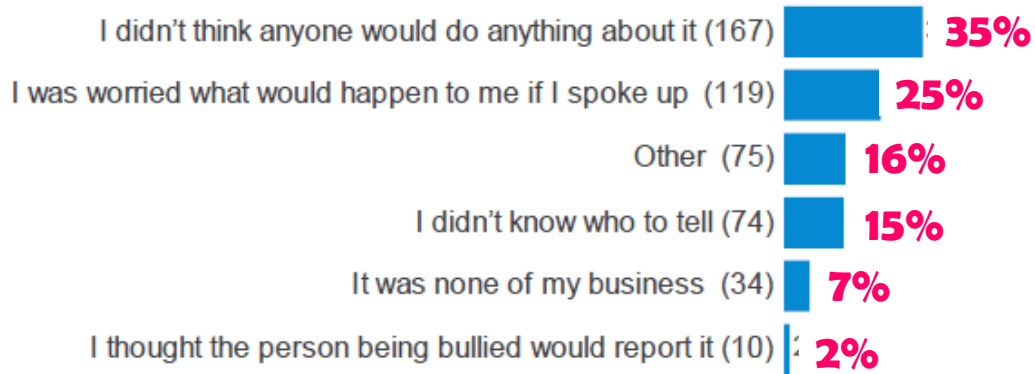 I didn't think anyone would do anything about it (167) 35%
I was worried what would happen to me if I spoke up (119) 25%
Other (75) 16%
I didn't know who to tell (74) 15%
It was none of my business (34) 7%
I thought the person being bullied would report it (10) 2%